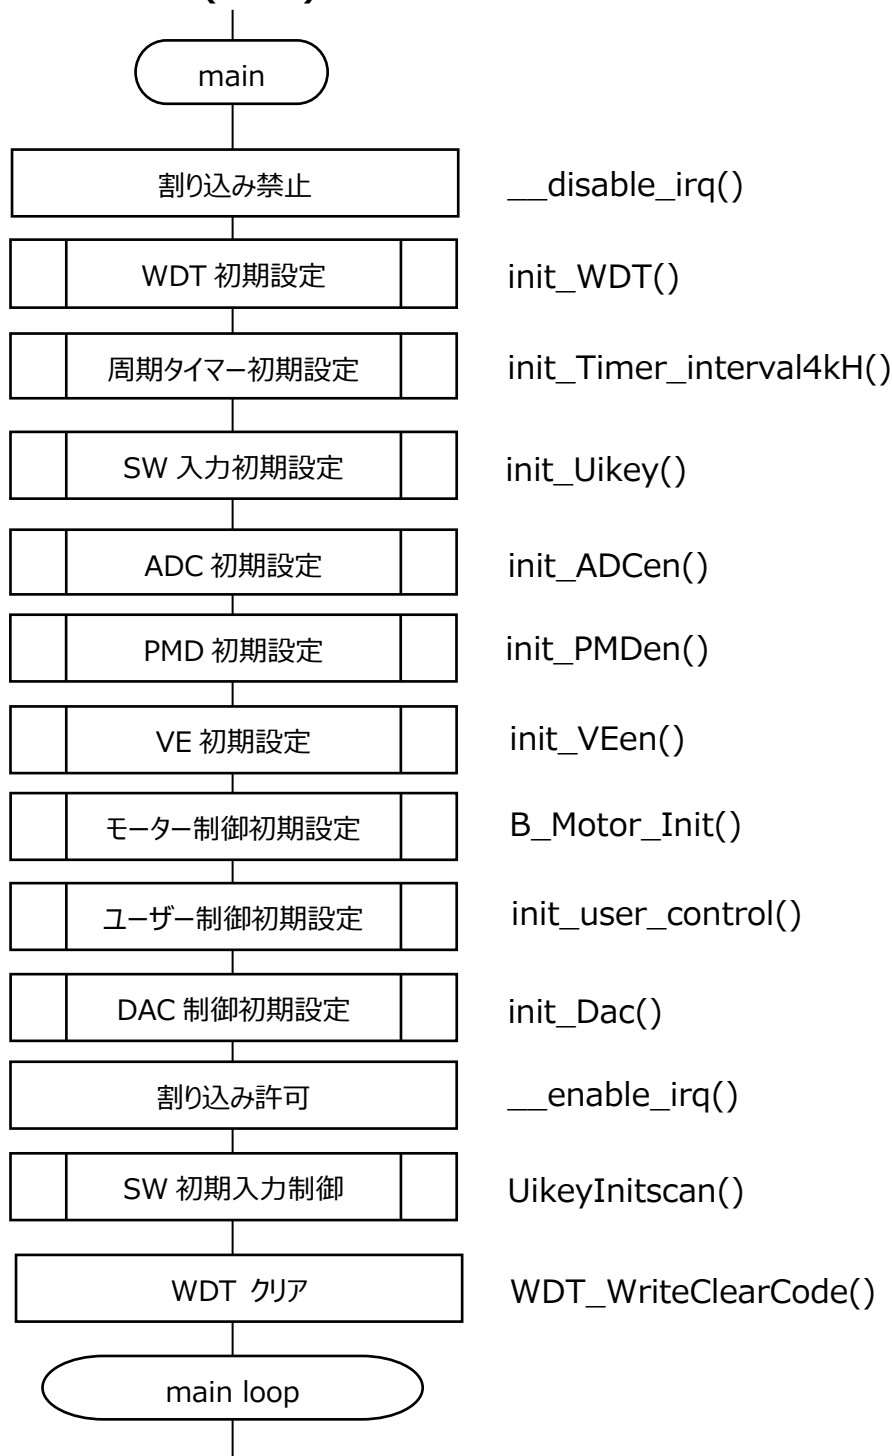 main
割り込み禁止 __disable_irq()
WDT 初期設定 init_WDT()
周期タイマー初期設定 init_Timer_interval4kH()
SW 入力初期設定 init_Uikey()
ADC 初期設定 init_ADCen()
PMD 初期設定 init_PMDen()
VE 初期設定 init_VEen()
モーター制御初期設定 B_Motor_Init()
ユーザー制御初期設定 init_user_control()
DAC 制御初期設定 init_Dac()
割り込み許可 __enable_irq()
SW 初期入力制御 UikeyInitscan()
WDT クリア WDT_WriteClearCode()
main loop